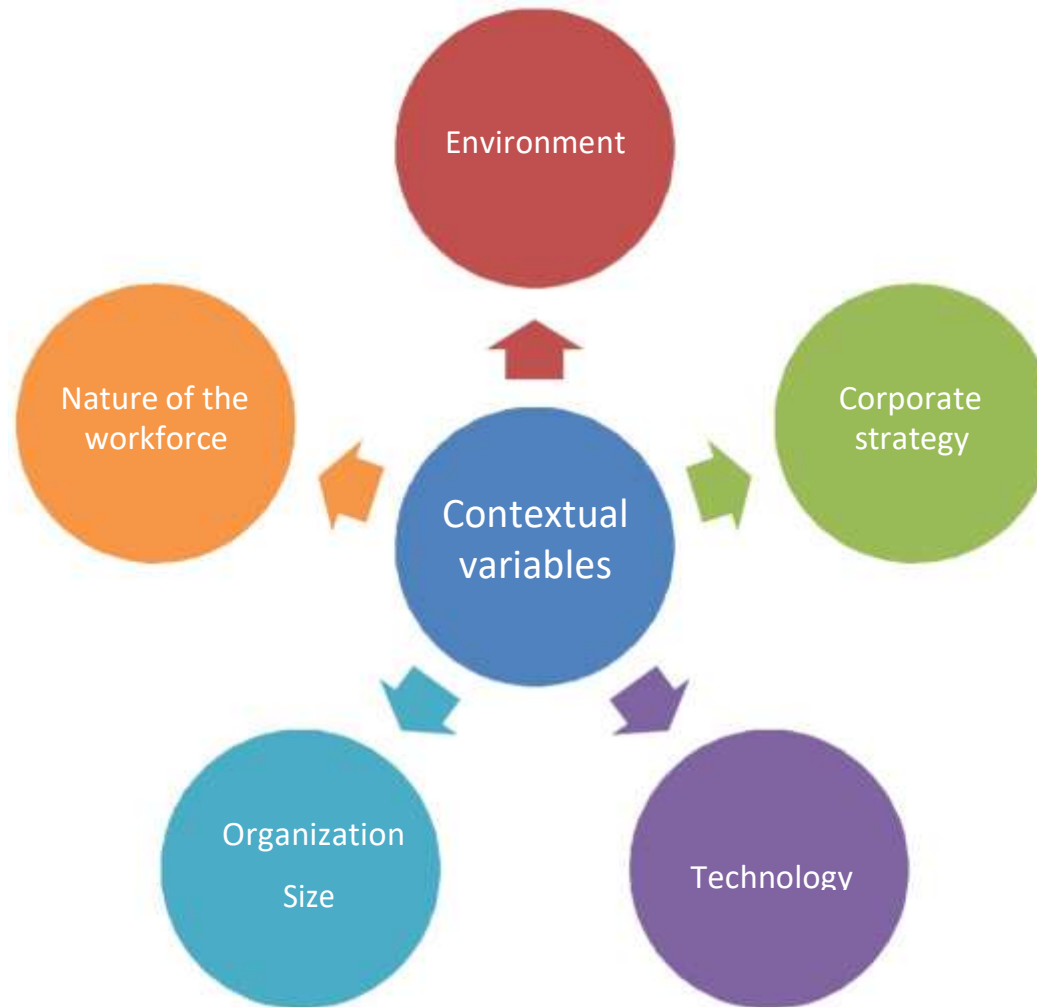 Environment
Nature of the
workforce
Corporate
strategy
Contextual
variables
Organization
Size
Technology